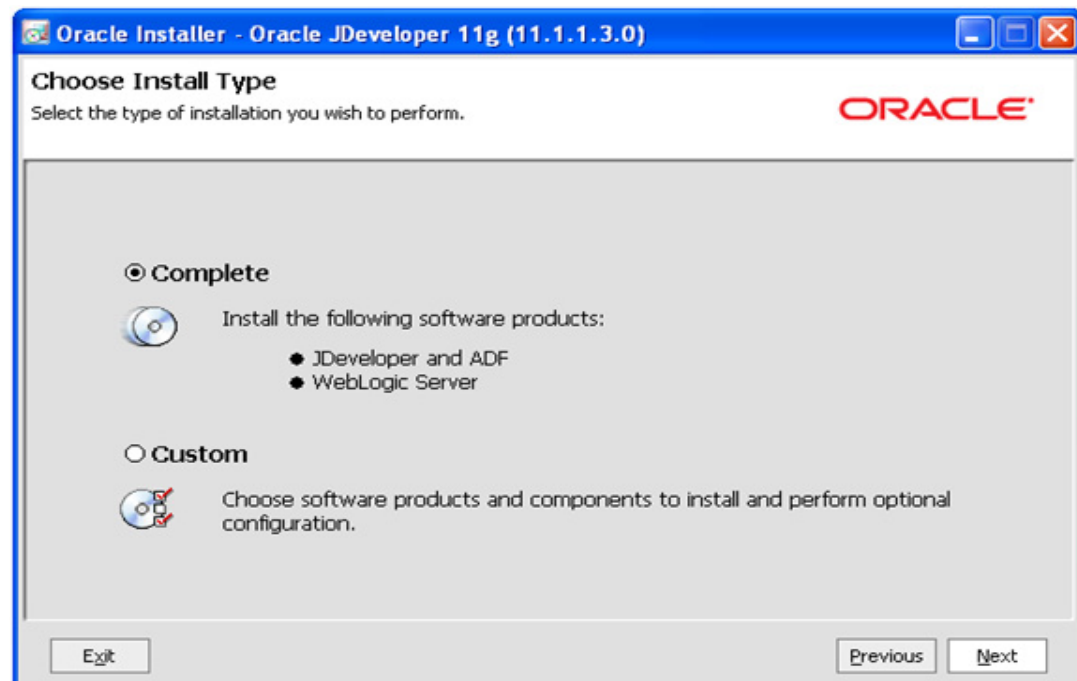 Oracle Installer - Oracle JDeveloper 11g (11.1.1.3.0)
Choose Install Type
Select the type of installation you wish to perform.
ORACLE
Complete
Install the following software products:
JDeveloper and ADF
WebLogic Server
Custom
Choose software products and components to install and perform optional
configuration.
Exit
Previous
Next